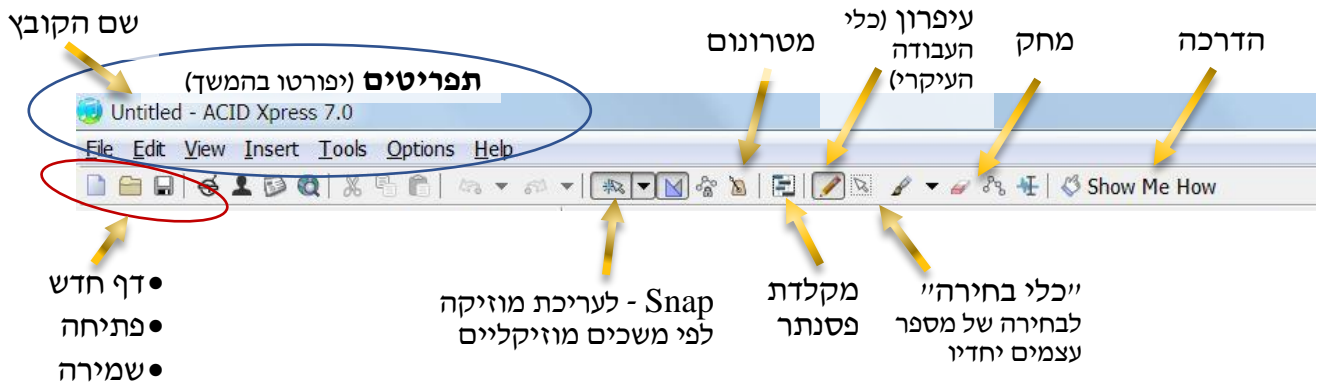 שם הקובץ
תפריטים (יפורטו בהמשך)
מטרונום
עיפרון (כלי
העבודה
העיקרי)
מחק
הדרכה
Untitled - ACID Xpress 7.0
File Edit View Insert Tools Options Help
Show Me How
•דף חדש
•פתיחה
•שמירה
Snap - לעריכת מוזיקה
לפי משכים מוזיקליים
מקלדת
פסנתר
״כלי בחירה״
לבחירה של מספר
עצמים יחדיו